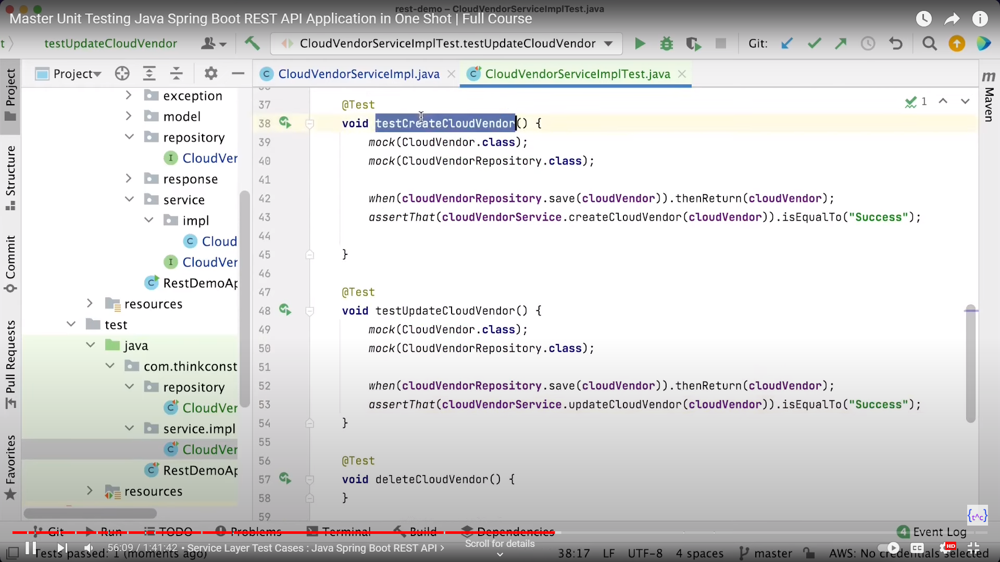 rest-demo – CloudVendorServiceImplTest.java
Master Unit Testing Java Spring Boot REST API Application in One Shot | Full Course
t
testUpdateCloudVendor
CloudVendorServiceImplTest.testUpdateCloudVendor
Git:
Project
CloudVendorServiceImpl.java
CloudVendorServiceImplTest.java
Project
Structure
Commit
Pull Requests
Favorites
m
Maven
exception
model
repository
I CloudVer
response
service
impl
C Cloud
I CloudVer
C RestDemoAp
resources
test
java
com.thinkconst
repository
C CloudVer
service.impl
C CloudVer
C RestDemoAp
resources
1
37 @Test
38 void testCreateCloudVendor() {
39 mock(CloudVendor.class);
40 mock(CloudVendorRepository.class);
41
42 when(cloudVendorRepository.save(cloudVendor)).thenReturn(cloudVendor);
43 assertThat(cloudVendorService.createCloudVendor(cloudVendor)).isEqualTo("Success");
44
45 }
46
47 @Test
48 void testUpdateCloudVendor() {
49 mock(CloudVendor.class);
50 mock(CloudVendorRepository.class);
51
52 when(cloudVendorRepository.save(cloudVendor)).thenReturn(cloudVendor);
53 assertThat(cloudVendorService.updateCloudVendor(cloudVendor)).isEqualTo("Success");
54 }
55
56 @Test
57 void deleteCloudVendor() {
58 }
59
{t^c}
Git Run TODO Problems Terminal Build Dependencies 4 Event Log
56:09 / 1:41:42 • Service Layer Test Cases : Java Spring Boot REST API
Scroll for details
CC HD
Tests passed: 1 (moments ago)
38:17 LF UTF-8 4 spaces master AWS: No credentials selected